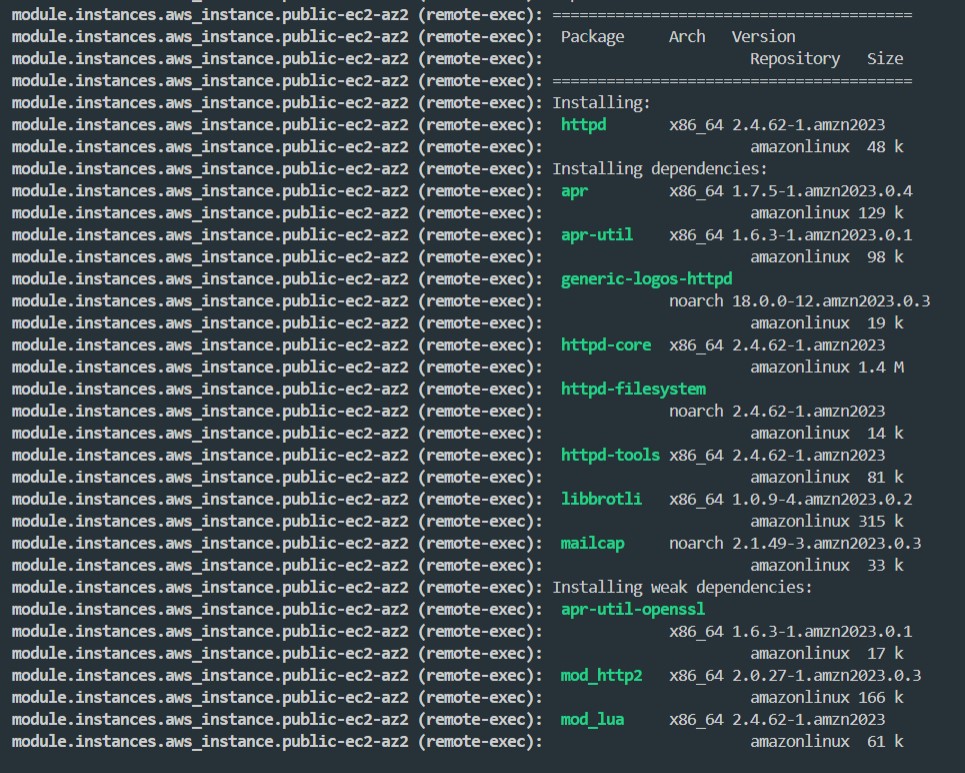 module.instances.aws_instance.public-ec2-az2 (remote-exec): ========================================
module.instances.aws_instance.public-ec2-az2 (remote-exec):  Package     Arch   Version
module.instances.aws_instance.public-ec2-az2 (remote-exec):                       Repository   Size
module.instances.aws_instance.public-ec2-az2 (remote-exec): ========================================
module.instances.aws_instance.public-ec2-az2 (remote-exec): Installing:
module.instances.aws_instance.public-ec2-az2 (remote-exec):  httpd       x86_64 2.4.62-1.amzn2023
module.instances.aws_instance.public-ec2-az2 (remote-exec):                       amazonlinux  48 k
module.instances.aws_instance.public-ec2-az2 (remote-exec): Installing dependencies:
module.instances.aws_instance.public-ec2-az2 (remote-exec):  apr         x86_64 1.7.5-1.amzn2023.0.4
module.instances.aws_instance.public-ec2-az2 (remote-exec):                       amazonlinux 129 k
module.instances.aws_instance.public-ec2-az2 (remote-exec):  apr-util    x86_64 1.6.3-1.amzn2023.0.1
module.instances.aws_instance.public-ec2-az2 (remote-exec):                       amazonlinux  98 k
module.instances.aws_instance.public-ec2-az2 (remote-exec):  generic-logos-httpd
module.instances.aws_instance.public-ec2-az2 (remote-exec):              noarch 18.0.0-12.amzn2023.0.3
module.instances.aws_instance.public-ec2-az2 (remote-exec):                       amazonlinux  19 k
module.instances.aws_instance.public-ec2-az2 (remote-exec):  httpd-core  x86_64 2.4.62-1.amzn2023
module.instances.aws_instance.public-ec2-az2 (remote-exec):                       amazonlinux 1.4 M
module.instances.aws_instance.public-ec2-az2 (remote-exec):  httpd-filesystem
module.instances.aws_instance.public-ec2-az2 (remote-exec):              noarch 2.4.62-1.amzn2023
module.instances.aws_instance.public-ec2-az2 (remote-exec):                       amazonlinux  14 k
module.instances.aws_instance.public-ec2-az2 (remote-exec):  httpd-tools x86_64 2.4.62-1.amzn2023
module.instances.aws_instance.public-ec2-az2 (remote-exec):                       amazonlinux  81 k
module.instances.aws_instance.public-ec2-az2 (remote-exec):  libbrotli   x86_64 1.0.9-4.amzn2023.0.2
module.instances.aws_instance.public-ec2-az2 (remote-exec):                       amazonlinux 315 k
module.instances.aws_instance.public-ec2-az2 (remote-exec):  mailcap     noarch 2.1.49-3.amzn2023.0.3
module.instances.aws_instance.public-ec2-az2 (remote-exec):                       amazonlinux  33 k
module.instances.aws_instance.public-ec2-az2 (remote-exec): Installing weak dependencies:
module.instances.aws_instance.public-ec2-az2 (remote-exec):  apr-util-openssl
module.instances.aws_instance.public-ec2-az2 (remote-exec):              x86_64 1.6.3-1.amzn2023.0.1
module.instances.aws_instance.public-ec2-az2 (remote-exec):                       amazonlinux  17 k
module.instances.aws_instance.public-ec2-az2 (remote-exec):  mod_http2   x86_64 2.0.27-1.amzn2023.0.3
module.instances.aws_instance.public-ec2-az2 (remote-exec):                       amazonlinux 166 k
module.instances.aws_instance.public-ec2-az2 (remote-exec):  mod_lua     x86_64 2.4.62-1.amzn2023
module.instances.aws_instance.public-ec2-az2 (remote-exec):                       amazonlinux  61 k